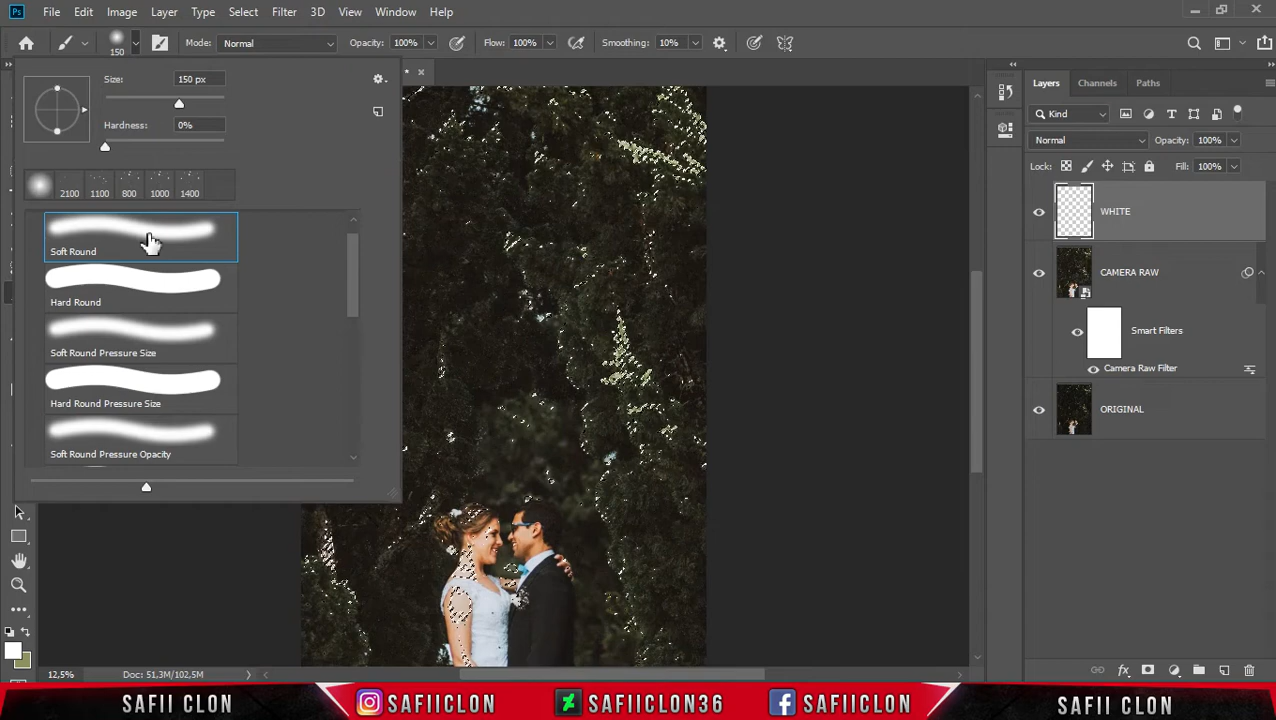 Ps File Edit Image Layer Type Select Filter 3D View Window Help
150 Mode: Normal Opacity: 100% Flow: 100% Smoothing: 10%
Size: 150 px
Hardness: 0%
2100 1100 800 1000 1400
Soft Round
Hard Round
Soft Round Pressure Size
Hard Round Pressure Size
Soft Round Pressure Opacity
Layers Channels Paths
Kind
Normal Opacity: 100%
Lock: Fill: 100%
WHITE
CAMERA RAW
Smart Filters
Camera Raw Filter
ORIGINAL
12,5% Doc: 51,3M/102,5M
SAFII CLON SAFIICLON SAFIICLON36 SAFIICLON SAFII CLON